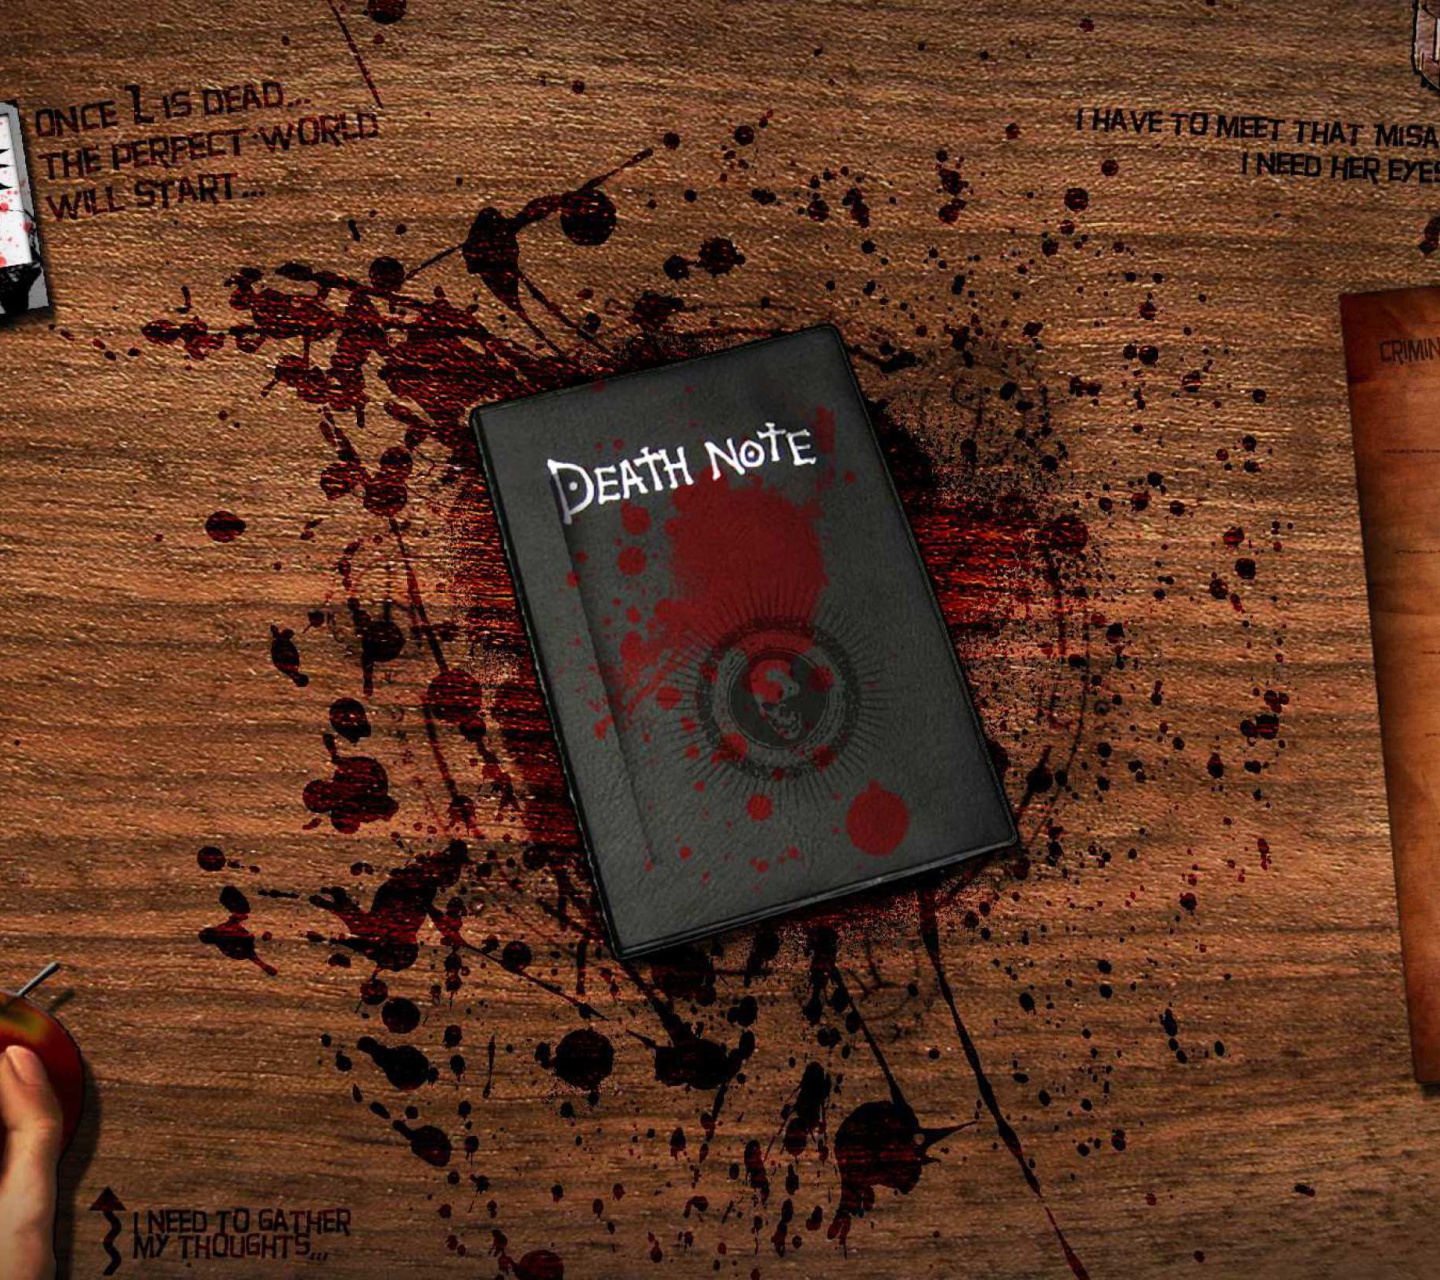 ONCE L IS DEAD...
THE PERFECT WORLD
WILL START...
I HAVE TO MEET THAT MISA
I NEED HER EYES
DEATH NOTE
I NEED TO GATHER
MY THOUGHTS...